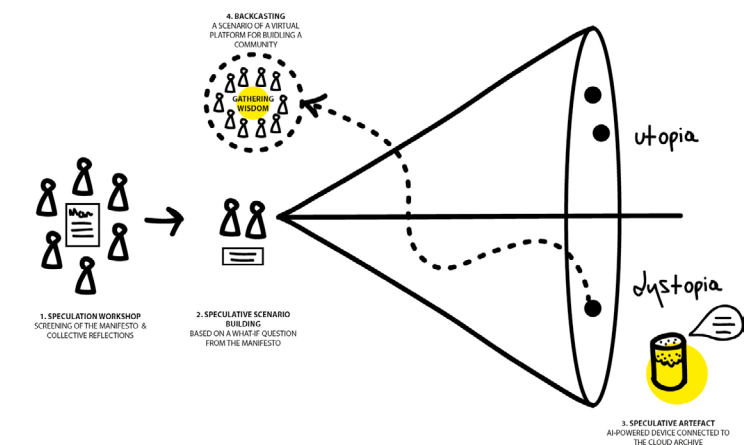 4. BACKCASTING
A SCENARIO OF A VIRTUAL
PLATFORM FOR BUIDLING A
COMMUNITY
GATHERING
WISDOM
utopia
Man
dystopia
1. SPECULATION WORKSHOP
SCREENING OF THE MANIFESTO &
COLLECTIVE REFLECTIONS
2. SPECULATIVE SCENARIO
BUILDING
BASED ON A WHAT-IF QUESTION
FROM THE MANIFESTO
3. SPECULATIVE ARTEFACT
AI-POWERED DEVICE CONNECTED TO
THE CLOUD ARCHIVE